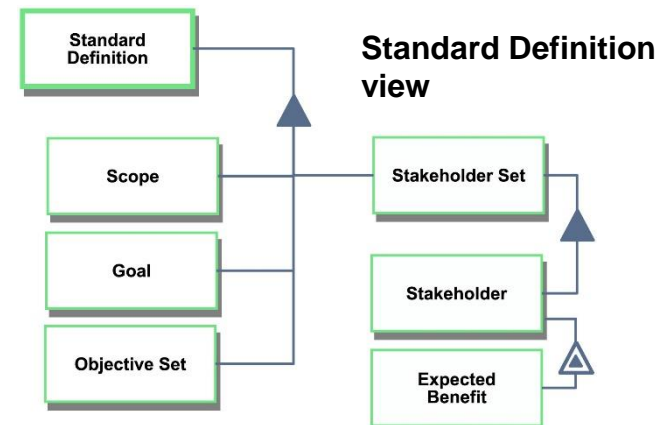 Standard
Definition
Standard Definition
view
Scope
Stakeholder Set
Goal
Stakeholder
Objective Set
Expected
Benefit